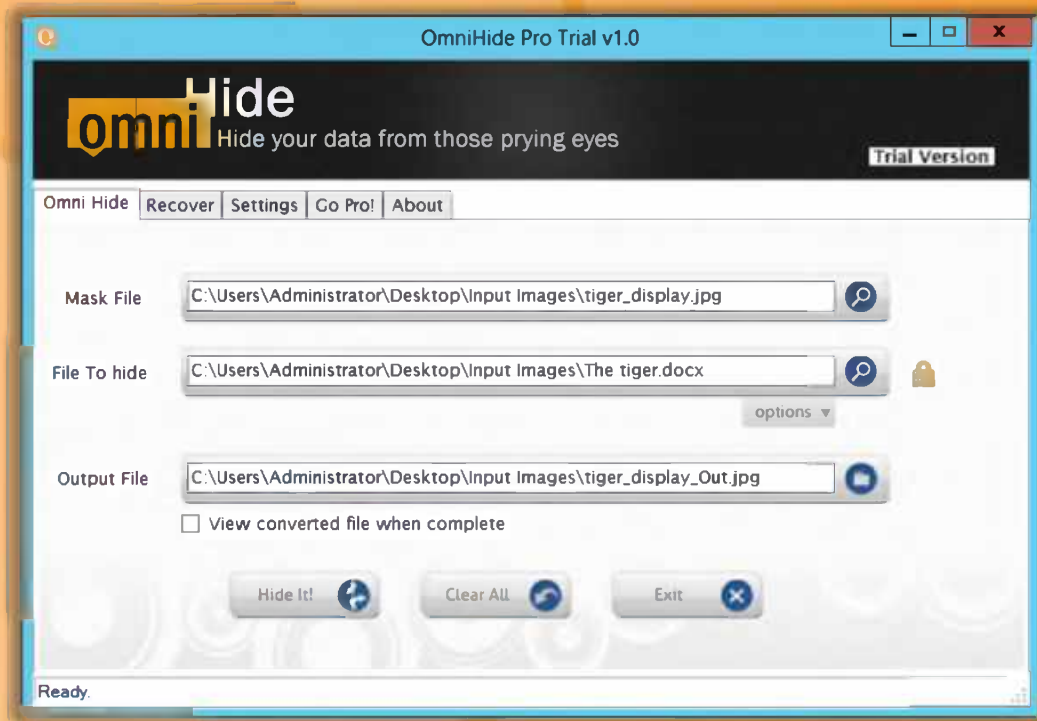 OmniHide Pro Trial v1.0
omni Hide
Hide your data from those prying eyes
Trial Version
Omni Hide Recover Settings Go Pro! About
Mask File C:\Users\Administrator\Desktop\Input Images\tiger_display.jpg
File To hide C:\Users\Administrator\Desktop\Input Images\The tiger.docx
options
Output File C:\Users\Administrator\Desktop\Input Images\tiger_display_Out.jpg
View converted file when complete
Hide It! Clear All Exit
Ready.